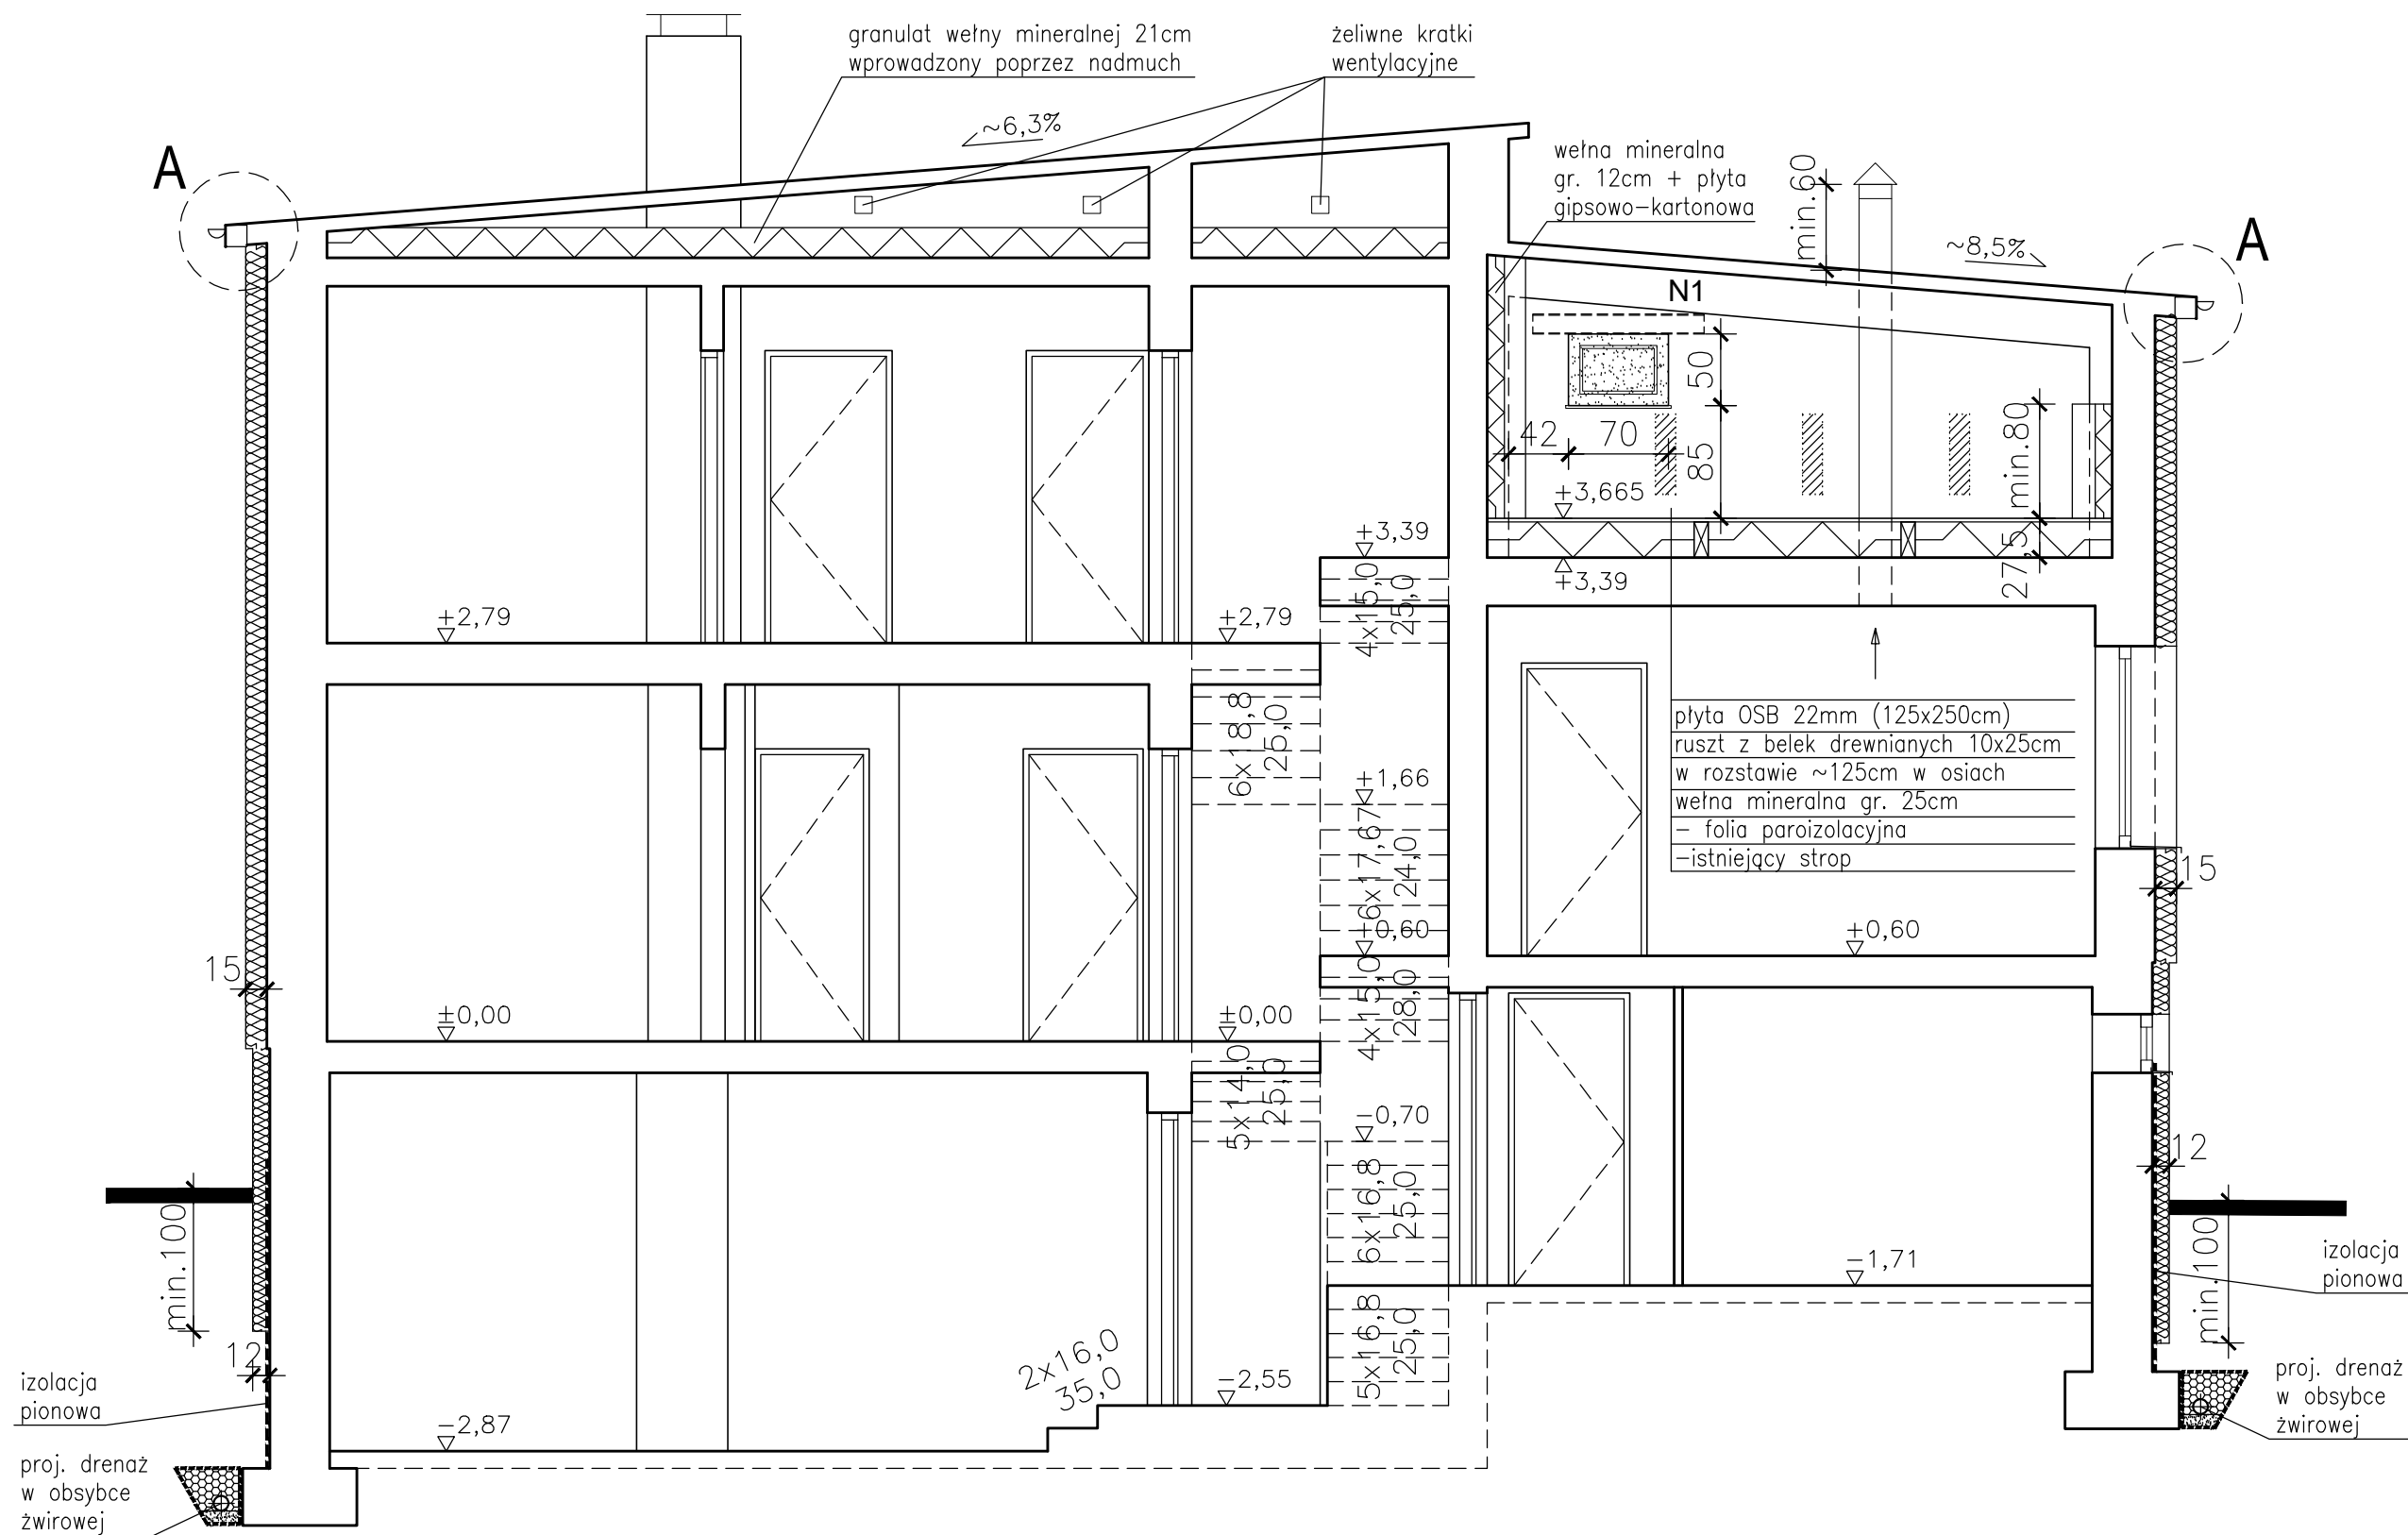 granulat wełny mineralnej 21cm
wprowadzony poprzez nadmuch
żeliwne kratki
wentylacyjne
~6,3%
A
wełna mineralna
gr. 12cm + płyta
gipsowo-kartonowa
min.60
~8,5%
A
N1
50
42
70
85
min.80
+3,665
27,5
+3,39
+3,39
4x15,0
25,0
+2,79
+2,79
6x18,8
25,0
płyta OSB 22mm (125x250cm)
ruszt z belek drewnianych 10x25cm
w rozstawie ~125cm w osiach
wełna mineralna gr. 25cm
- folia paroizolacyjna
-istniejący strop
+1,66
6x17,67
24,0
15
+0,60
+0,60
15
4x15,0
28,0
±0,00
±0,00
5x14,0
25,0
-0,70
12
6x16,8
25,0
min.100
min.100
izolacja
pionowa
-1,71
5x16,8
25,0
2x16,0
35,0
12
-2,55
izolacja
pionowa
proj. drenaż
w obsybce
żwirowej
-2,87
proj. drenaż
w obsybce
żwirowej